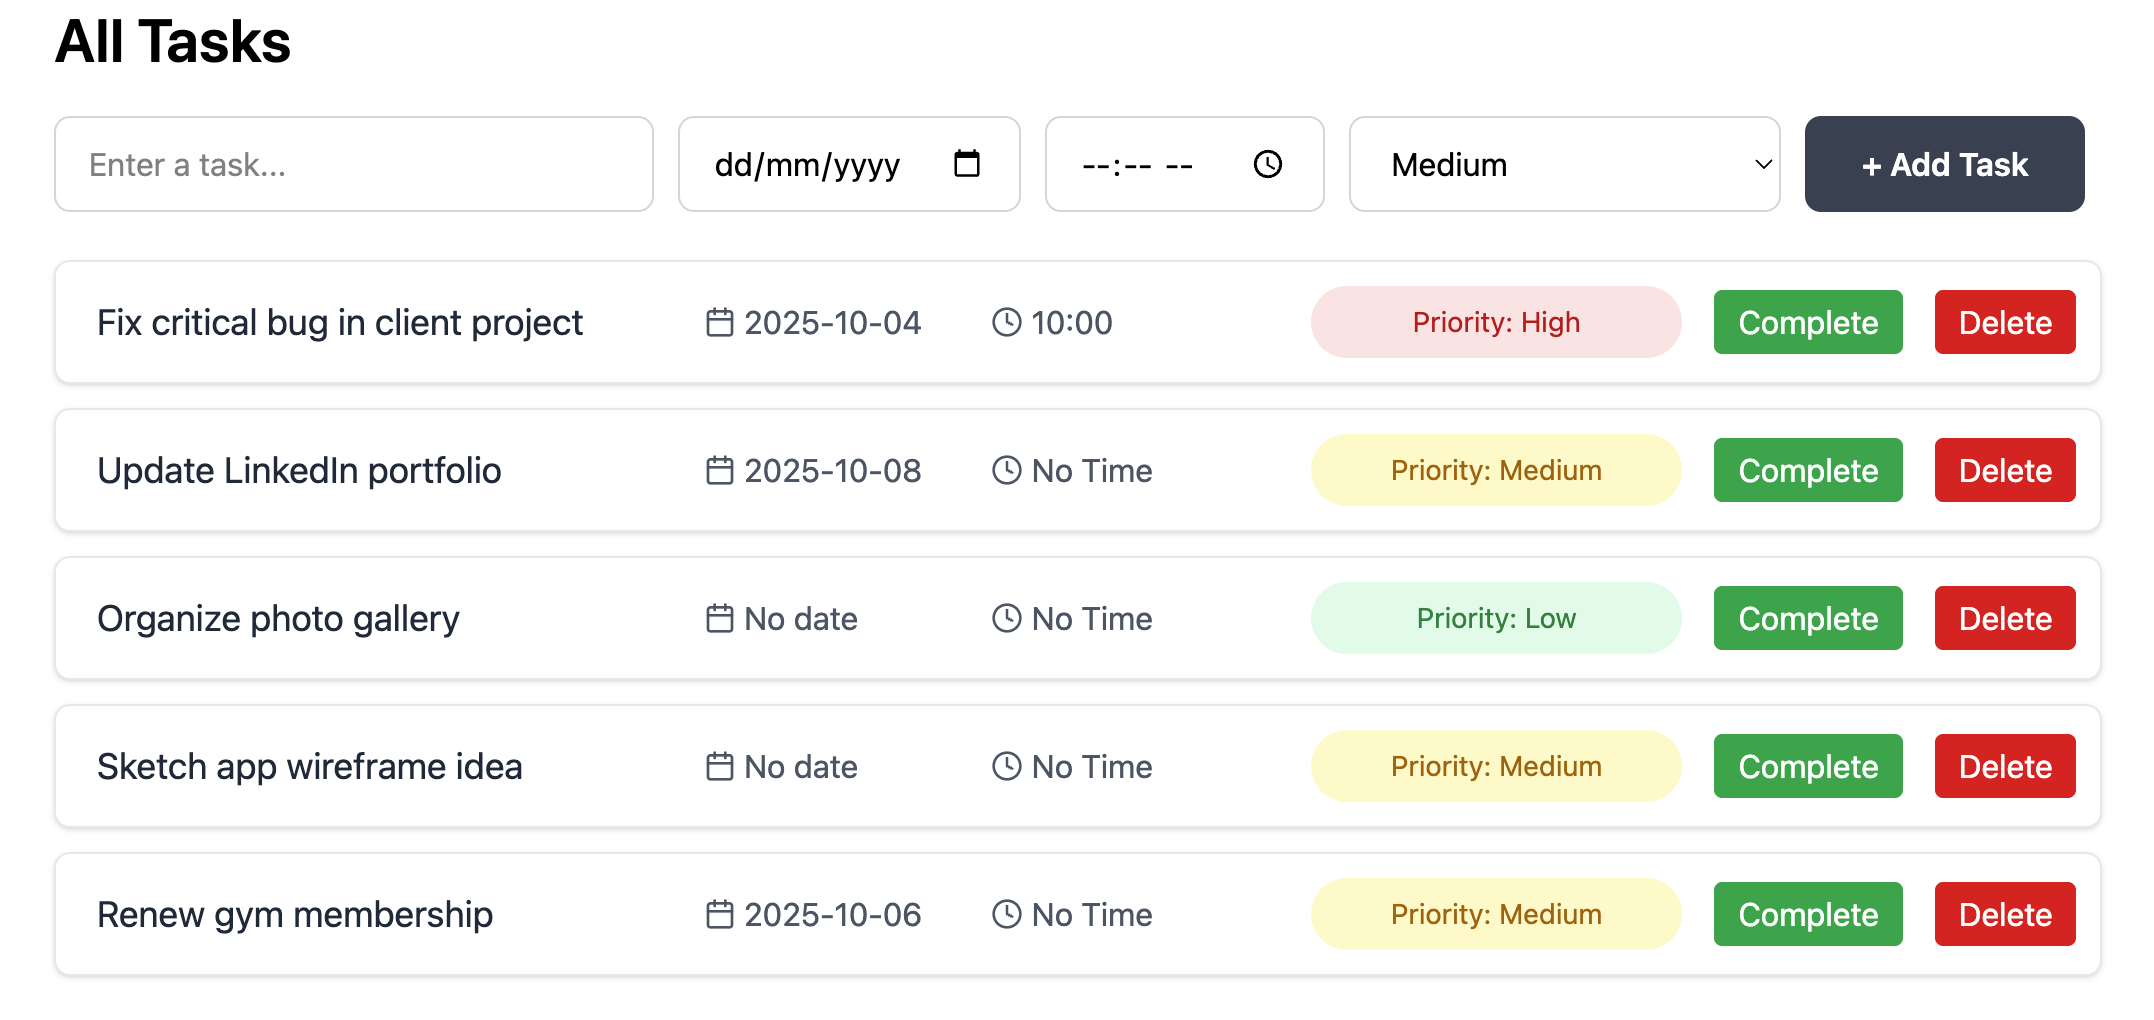 All Tasks
Enter a task... dd/mm/yyyy --:-- -- Medium + Add Task
Fix critical bug in client project 2025-10-04 10:00 Priority: High Complete Delete
Update LinkedIn portfolio 2025-10-08 No Time Priority: Medium Complete Delete
Organize photo gallery No date No Time Priority: Low Complete Delete
Sketch app wireframe idea No date No Time Priority: Medium Complete Delete
Renew gym membership 2025-10-06 No Time Priority: Medium Complete Delete